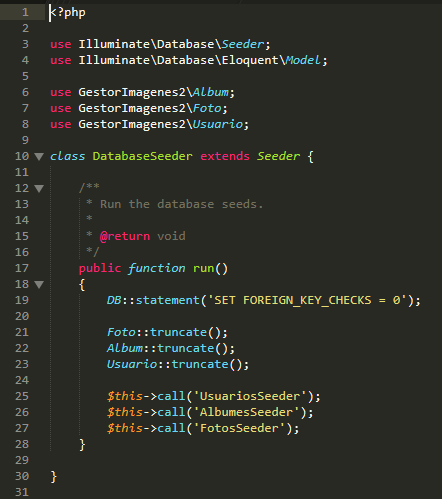 1 <?php
2
3 use Illuminate\Database\Seeder;
4 use Illuminate\Database\Eloquent\Model;
5
6 use GestorImagenes2\Album;
7 use GestorImagenes2\Foto;
8 use GestorImagenes2\Usuario;
9
10 class DatabaseSeeder extends Seeder {
11
12 /**
13 * Run the database seeds.
14 *
15 * @return void
16 */
17 public function run()
18 {
19 DB::statement('SET FOREIGN_KEY_CHECKS = 0');
20
21 Foto::truncate();
22 Album::truncate();
23 Usuario::truncate();
24
25 $this->call('UsuariosSeeder');
26 $this->call('AlbumesSeeder');
27 $this->call('FotosSeeder');
28 }
29
30 }
31